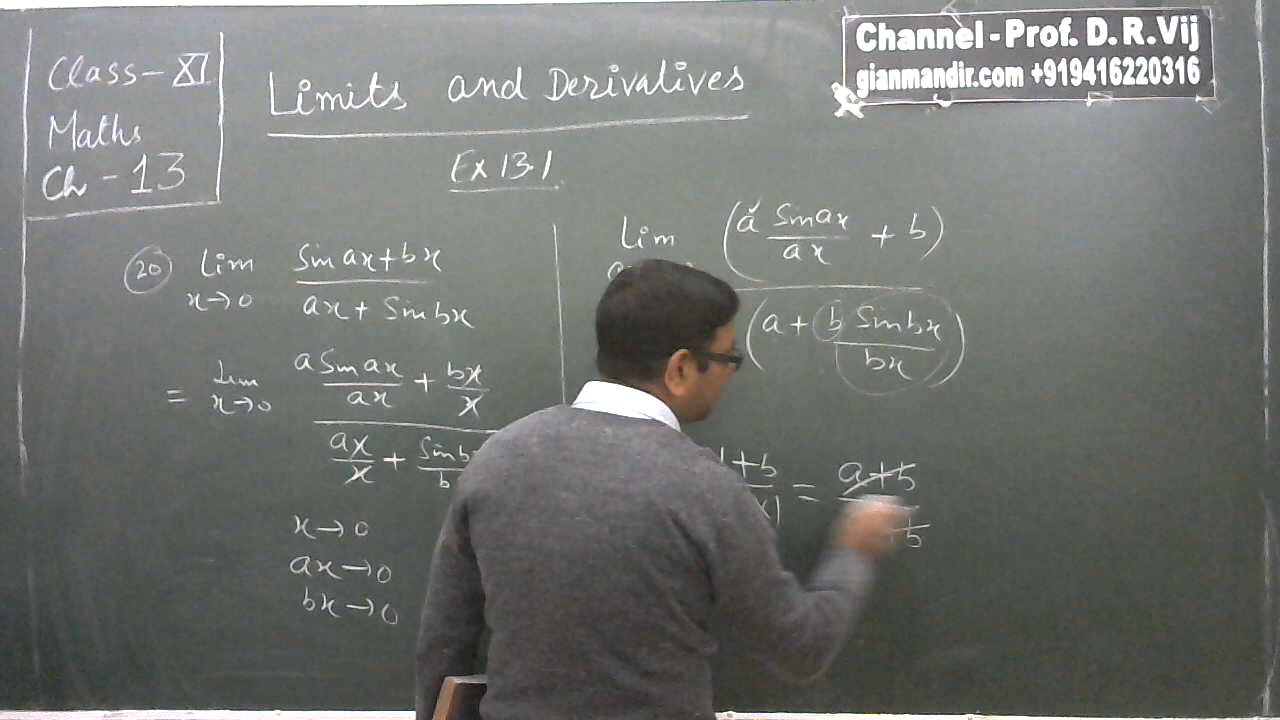 Channel - Prof. D. R. Vij
gianmandir.com +919416220316
Class - XI
Maths
Ch - 13
Limits and Derivatives
Ex 13.1
(20) Lim x→0 (Sin ax + bx) / (ax + Sin bx)
= Lim x→0 (a Sin ax / ax + bx / x) / (ax / x + Sin b / b
x → 0
ax → 0
bx → 0
Lim (a Sin ax / ax + b)
(a + b Sin bx / bx)
1 + b / x 1 = a + b / + b